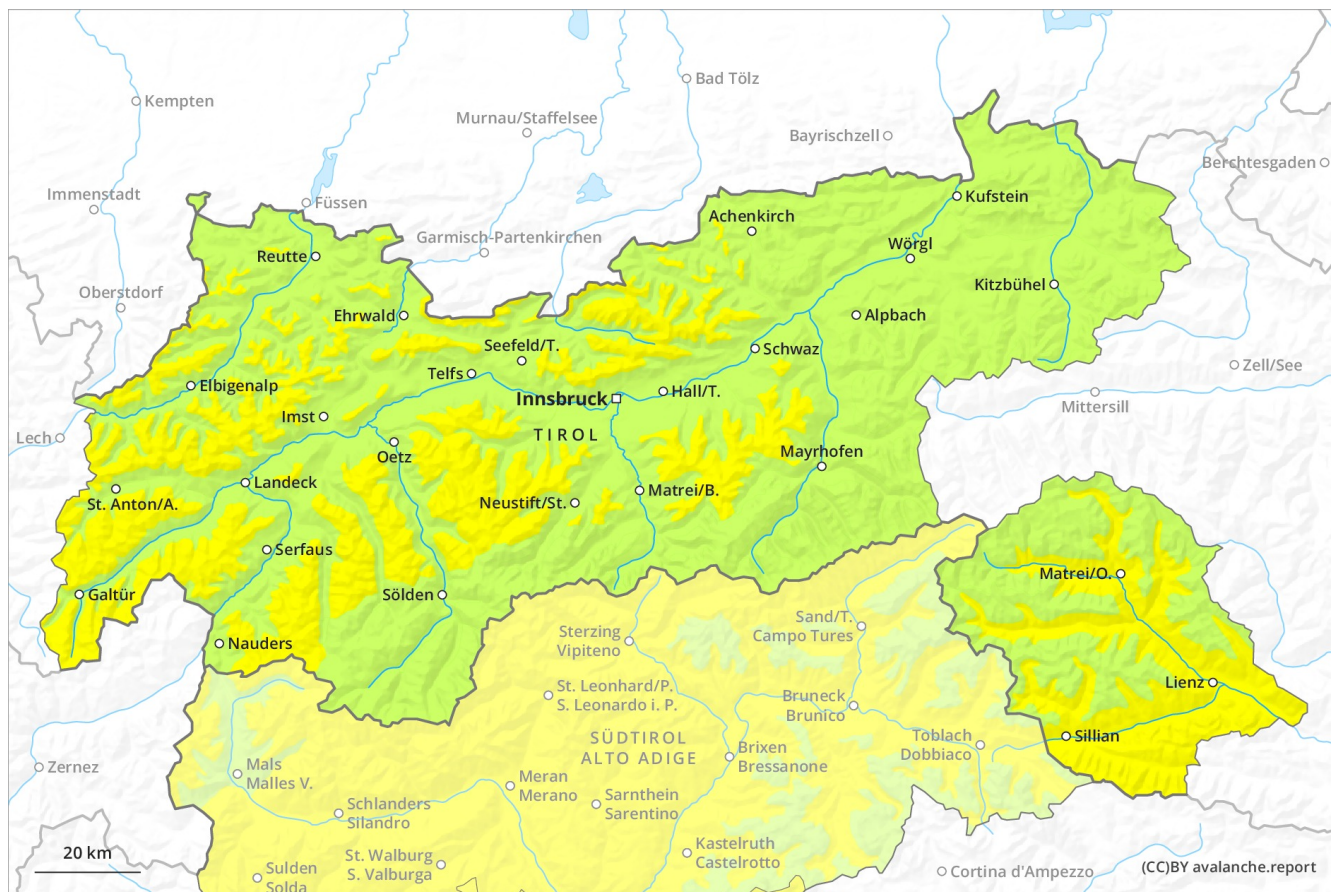 Bad Tölz
Kempten
Murnau/Staffelsee
Bayrischzell
Berchtesgaden
Immenstadt
Füssen
Kufstein
Achenkirch
Garmisch-Partenkirchen
Wörgl
Reutte
Oberstdorf
Kitzbühel
Ehrwald
Alpbach
Seefeld/T.
Schwaz
Zell/See
Telfs
Elbigenalp
Hall/T.
Innsbruck
Mittersill
Imst
TIROL
Lech
Oetz
Mayrhofen
Landeck
Matrei/B.
St. Anton/A.
Neustift/St.
Serfaus
Matrei/O.
Galtür
Sölden
Sand/T.
Campo Tures
Sterzing
Vipiteno
Nauders
Lienz
St. Leonhard/P.
S. Leonardo i. P.
Bruneck
Brunico
Sillian
SÜDTIROL
ALTO ADIGE
Toblach
Dobbiaco
Brixen
Bressanone
Zernez
Mals
Malles V.
Meran
Merano
Sarnthein
Sarentino
Schlanders
Silandro
Kastelruth
Castelrotto
20 km
St. Walburg
S. Valburga
Sulden
Solda
Cortina d'Ampezzo
(CC)BY avalanche.report